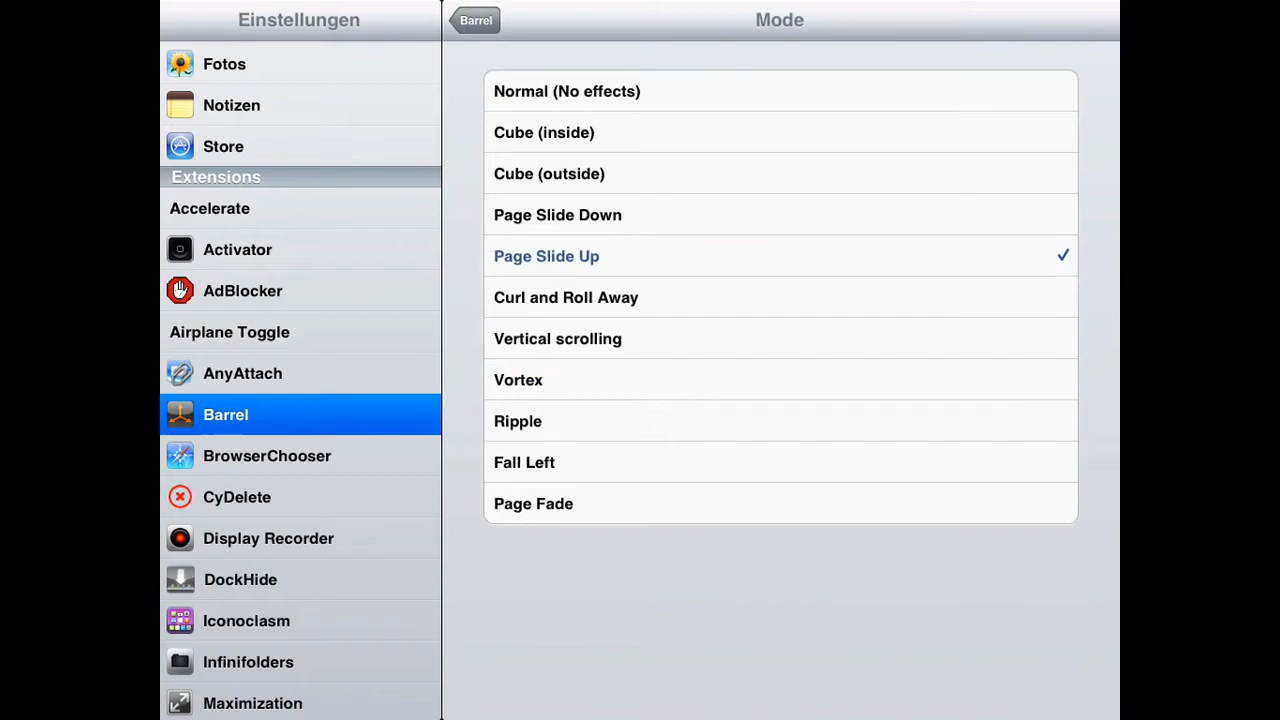 Einstellungen
Fotos
Notizen
Store
Extensions
Accelerate
Activator
AdBlocker
Airplane Toggle
AnyAttach
Barrel
BrowserChooser
CyDelete
Display Recorder
DockHide
Iconoclasm
Infinifolders
Maximization
Barrel
Mode
Normal (No effects)
Cube (inside)
Cube (outside)
Page Slide Down
Page Slide Up
Curl and Roll Away
Vertical scrolling
Vortex
Ripple
Fall Left
Page Fade